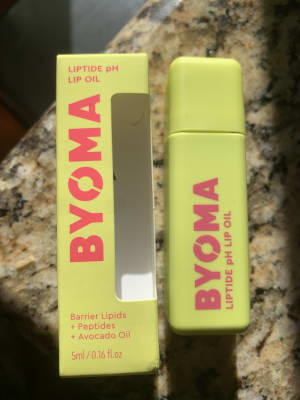 LIPTIDE pH
LIP OIL
BYOMA
Barrier Lipids
+ Peptides
+ Avocado Oil
5ml / 0.16 fl.oz
BYOMA
LIPTIDE pH LIP OIL